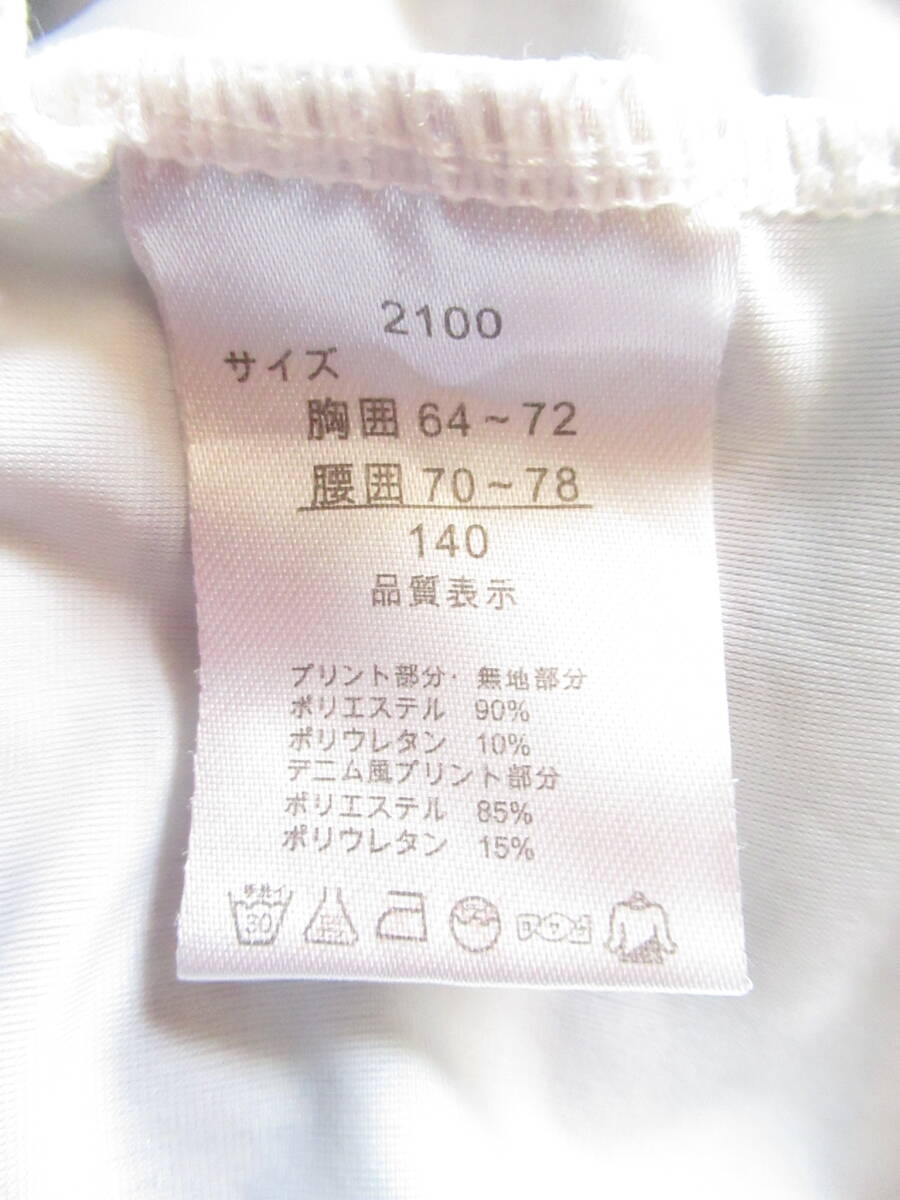 2100
サイズ
胸囲 64～72
腰囲 70～78
140
品質表示
プリント部分・無地部分
ポリエステル 90%
ポリウレタン 10%
デニム風プリント部分
ポリエステル 85%
ポリウレタン 15%
手洗イ
30